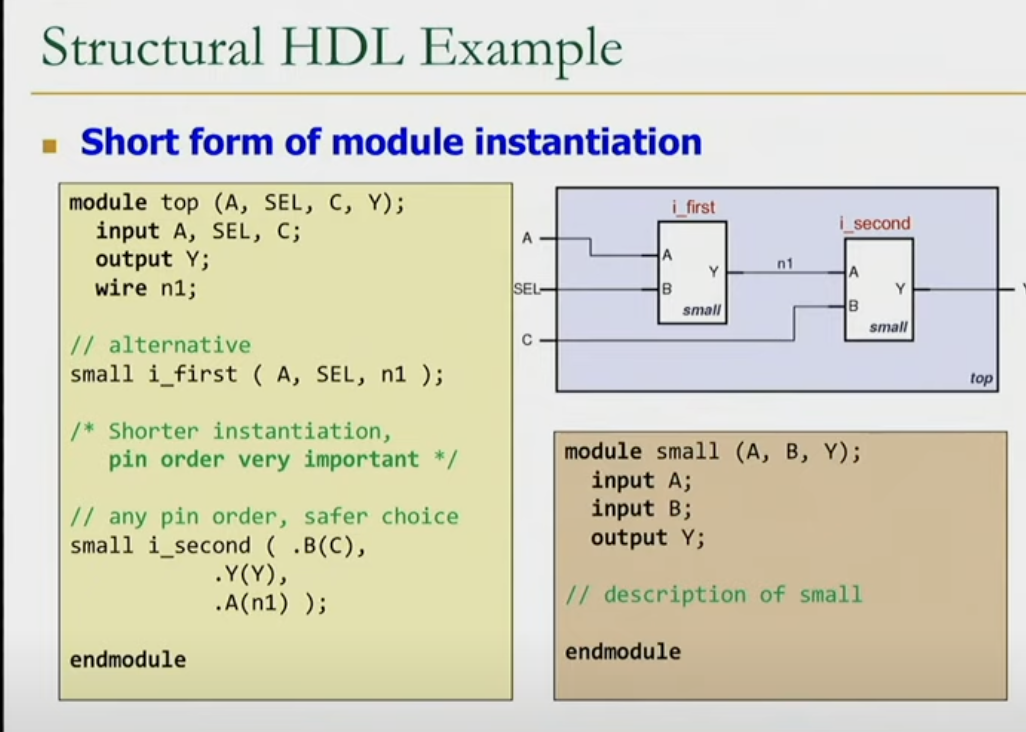 Structural HDL Example
Short form of module instantiation
module top (A, SEL, C, Y);
input A, SEL, C;
output Y;
wire n1;
// alternative
small i_first ( A, SEL, n1 );
/* Shorter instantiation,
pin order very important */
// any pin order, safer choice
small i_second ( .B(C),
.Y(Y),
.A(n1) );
endmodule
i_first
i_second
A
A
Y
n1
A
SEL
B
Y
B
small
small
C
top
module small (A, B, Y);
input A;
input B;
output Y;
// description of small
endmodule